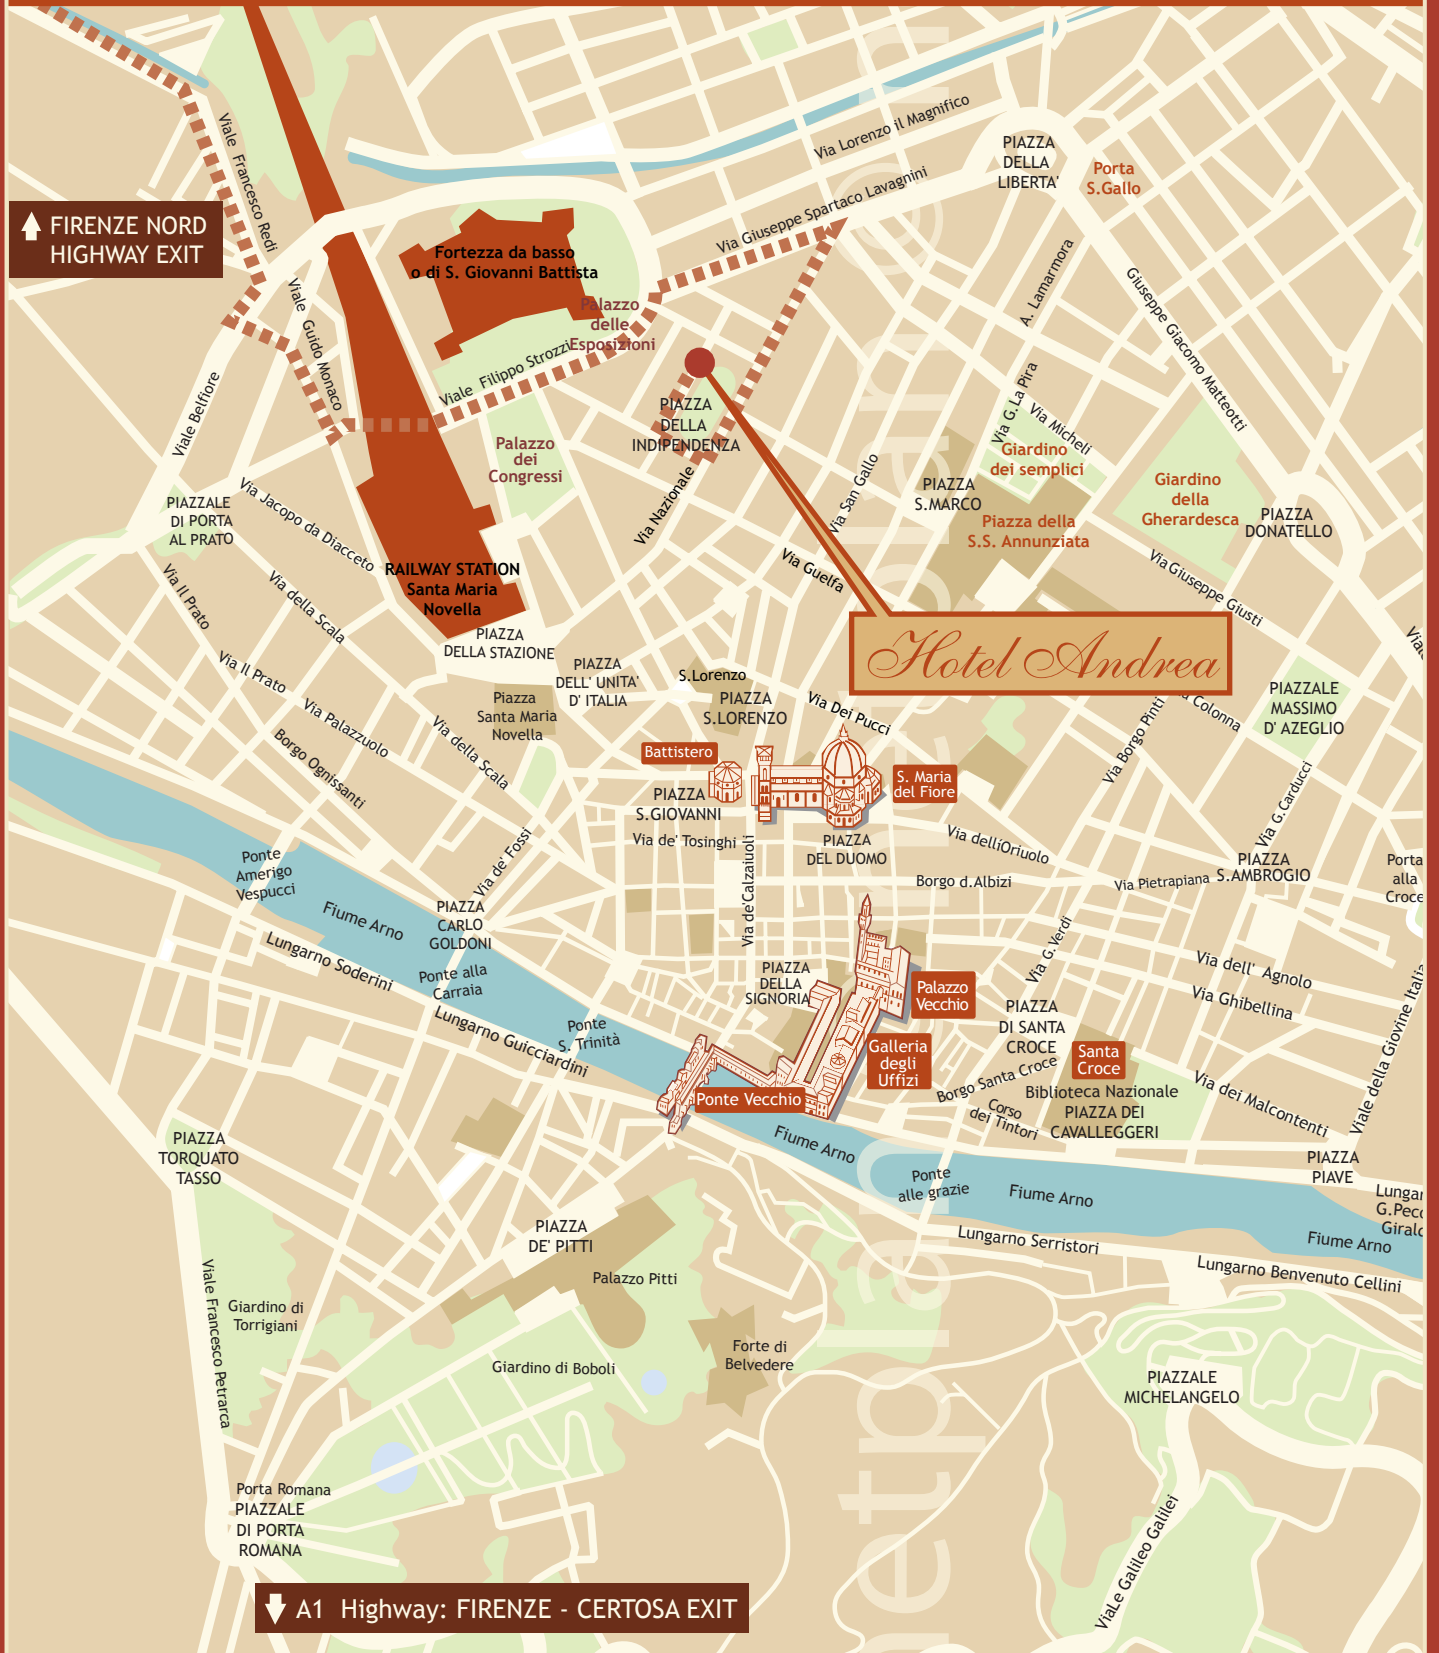 Via Lorenzo il Magnifico
PIAZZA
DELLA
LIBERTA'
Porta
S.Gallo
Via Giuseppe Spartaco Lavagnini
Viale Francesco Redi
FIRENZE NORD
HIGHWAY EXIT
Fortezza da basso
o di S. Giovanni Battista
Palazzo
delle
Esposizioni
Viale Guido Monaco
A. Lamarmora
Giuseppe Giacomo Matteotti
Viale Filippo Strozzi
Viale Belfiore
PIAZZA
DELLA
INDIPENDENZA
Via G.La Pira
Via Micheli
Palazzo
dei
Congressi
Giardino
dei semplici
Giardino
della
Gherardesca
Via Nazionale
Via San Gallo
PIAZZA
S.MARCO
PIAZZA
DONATELLO
Piazza della
S.S. Annunziata
PIAZZALE
DI PORTA
AL PRATO
Via Jacopo da Diacceto
RAILWAY STATION
Santa Maria
Novella
Via Guelfa
Via Giuseppe Giusti
Via Il Prato
Via della Scala
PIAZZA
DELLA STAZIONE
Hotel Andrea
PIAZZA
DELL' UNITA'
D' ITALIA
S.Lorenzo
PIAZZA
S.LORENZO
Via Dei Pucci
Colonna
PIAZZALE
MASSIMO
D' AZEGLIO
Via Il Prato
Via Palazzuolo
Piazza
Santa Maria
Novella
Via della Scala
Borgo Ognissanti
Battistero
S. Maria
del Fiore
Via Borgo Pinti
Via G.Carducci
PIAZZA
S.GIOVANNI
Via de' Tosinghi
PIAZZA
DEL DUOMO
Via dellíOriuolo
Borgo d.Albizi
Via Pietrapiana
PIAZZA
S.AMBROGIO
Porta
alla
Croce
Ponte
Amerigo
Vespucci
Via de' Fossi
Via de'Calzaiuoli
Fiume Arno
PIAZZA
CARLO
GOLDONI
Lungarno Soderini
Ponte alla
Carraia
PIAZZA
DELLA
SIGNORIA
Palazzo
Vecchio
Via G. Verdi
Via dell' Agnolo
Via Ghibellina
Viale della Giovine Italia
Lungarno Guicciardini
Ponte
S. Trinità
PIAZZA
DI SANTA
CROCE
Santa
Croce
Galleria
degli
Uffizi
Borgo Santa Croce
Ponte Vecchio
Corso
dei Tintori
Biblioteca Nazionale
PIAZZA DEI
CAVALLEGGERI
Via dei Malcontenti
PIAZZA
TORQUATO
TASSO
Fiume Arno
Ponte
alle grazie
Fiume Arno
PIAZZA
PIAVE
Fiume Arno
PIAZZA
DE' PITTI
Lungarno Serristori
Lungarno Benvenuto Cellini
Palazzo Pitti
Viale Francesco Petrarca
Giardino di
Torrigiani
Giardino di Boboli
Forte di
Belvedere
PIAZZALE
MICHELANGELO
Porta Romana
PIAZZALE
DI PORTA
ROMANA
ViaLe Galileo Galilei
A1 Highway: FIRENZE - CERTOSA EXIT